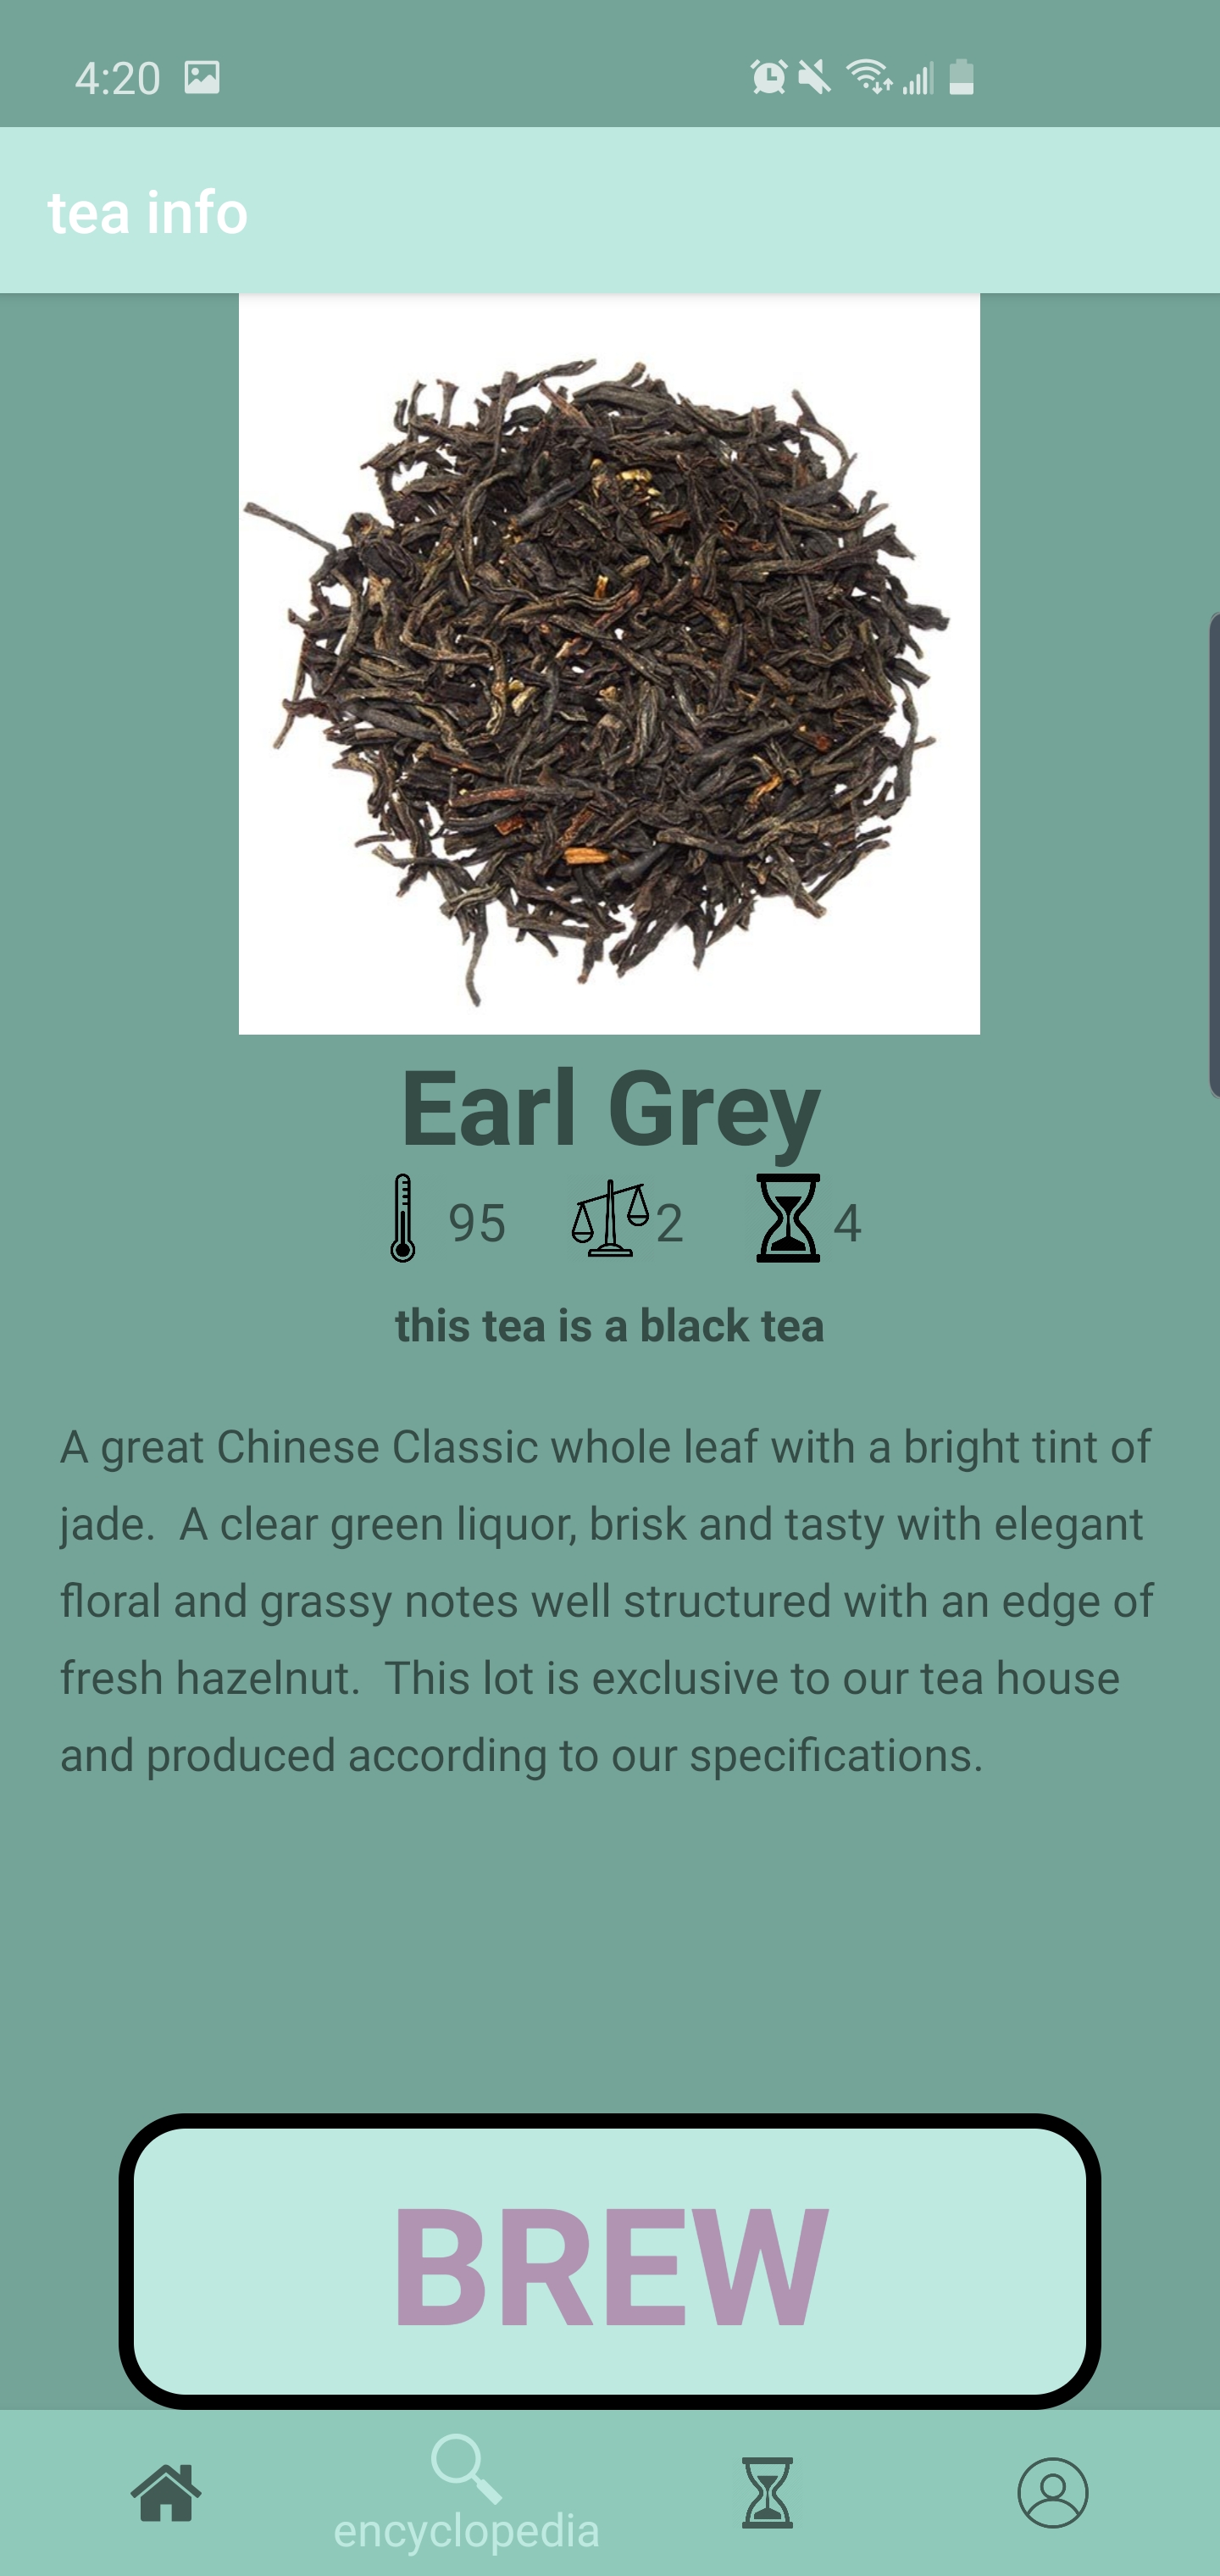 4:20
tea info
Earl Grey
95 2 4
this tea is a black tea
A great Chinese Classic whole leaf with a bright tint of
jade.  A clear green liquor, brisk and tasty with elegant
floral and grassy notes well structured with an edge of
fresh hazelnut.  This lot is exclusive to our tea house
and produced according to our specifications.
BREW
encyclopedia